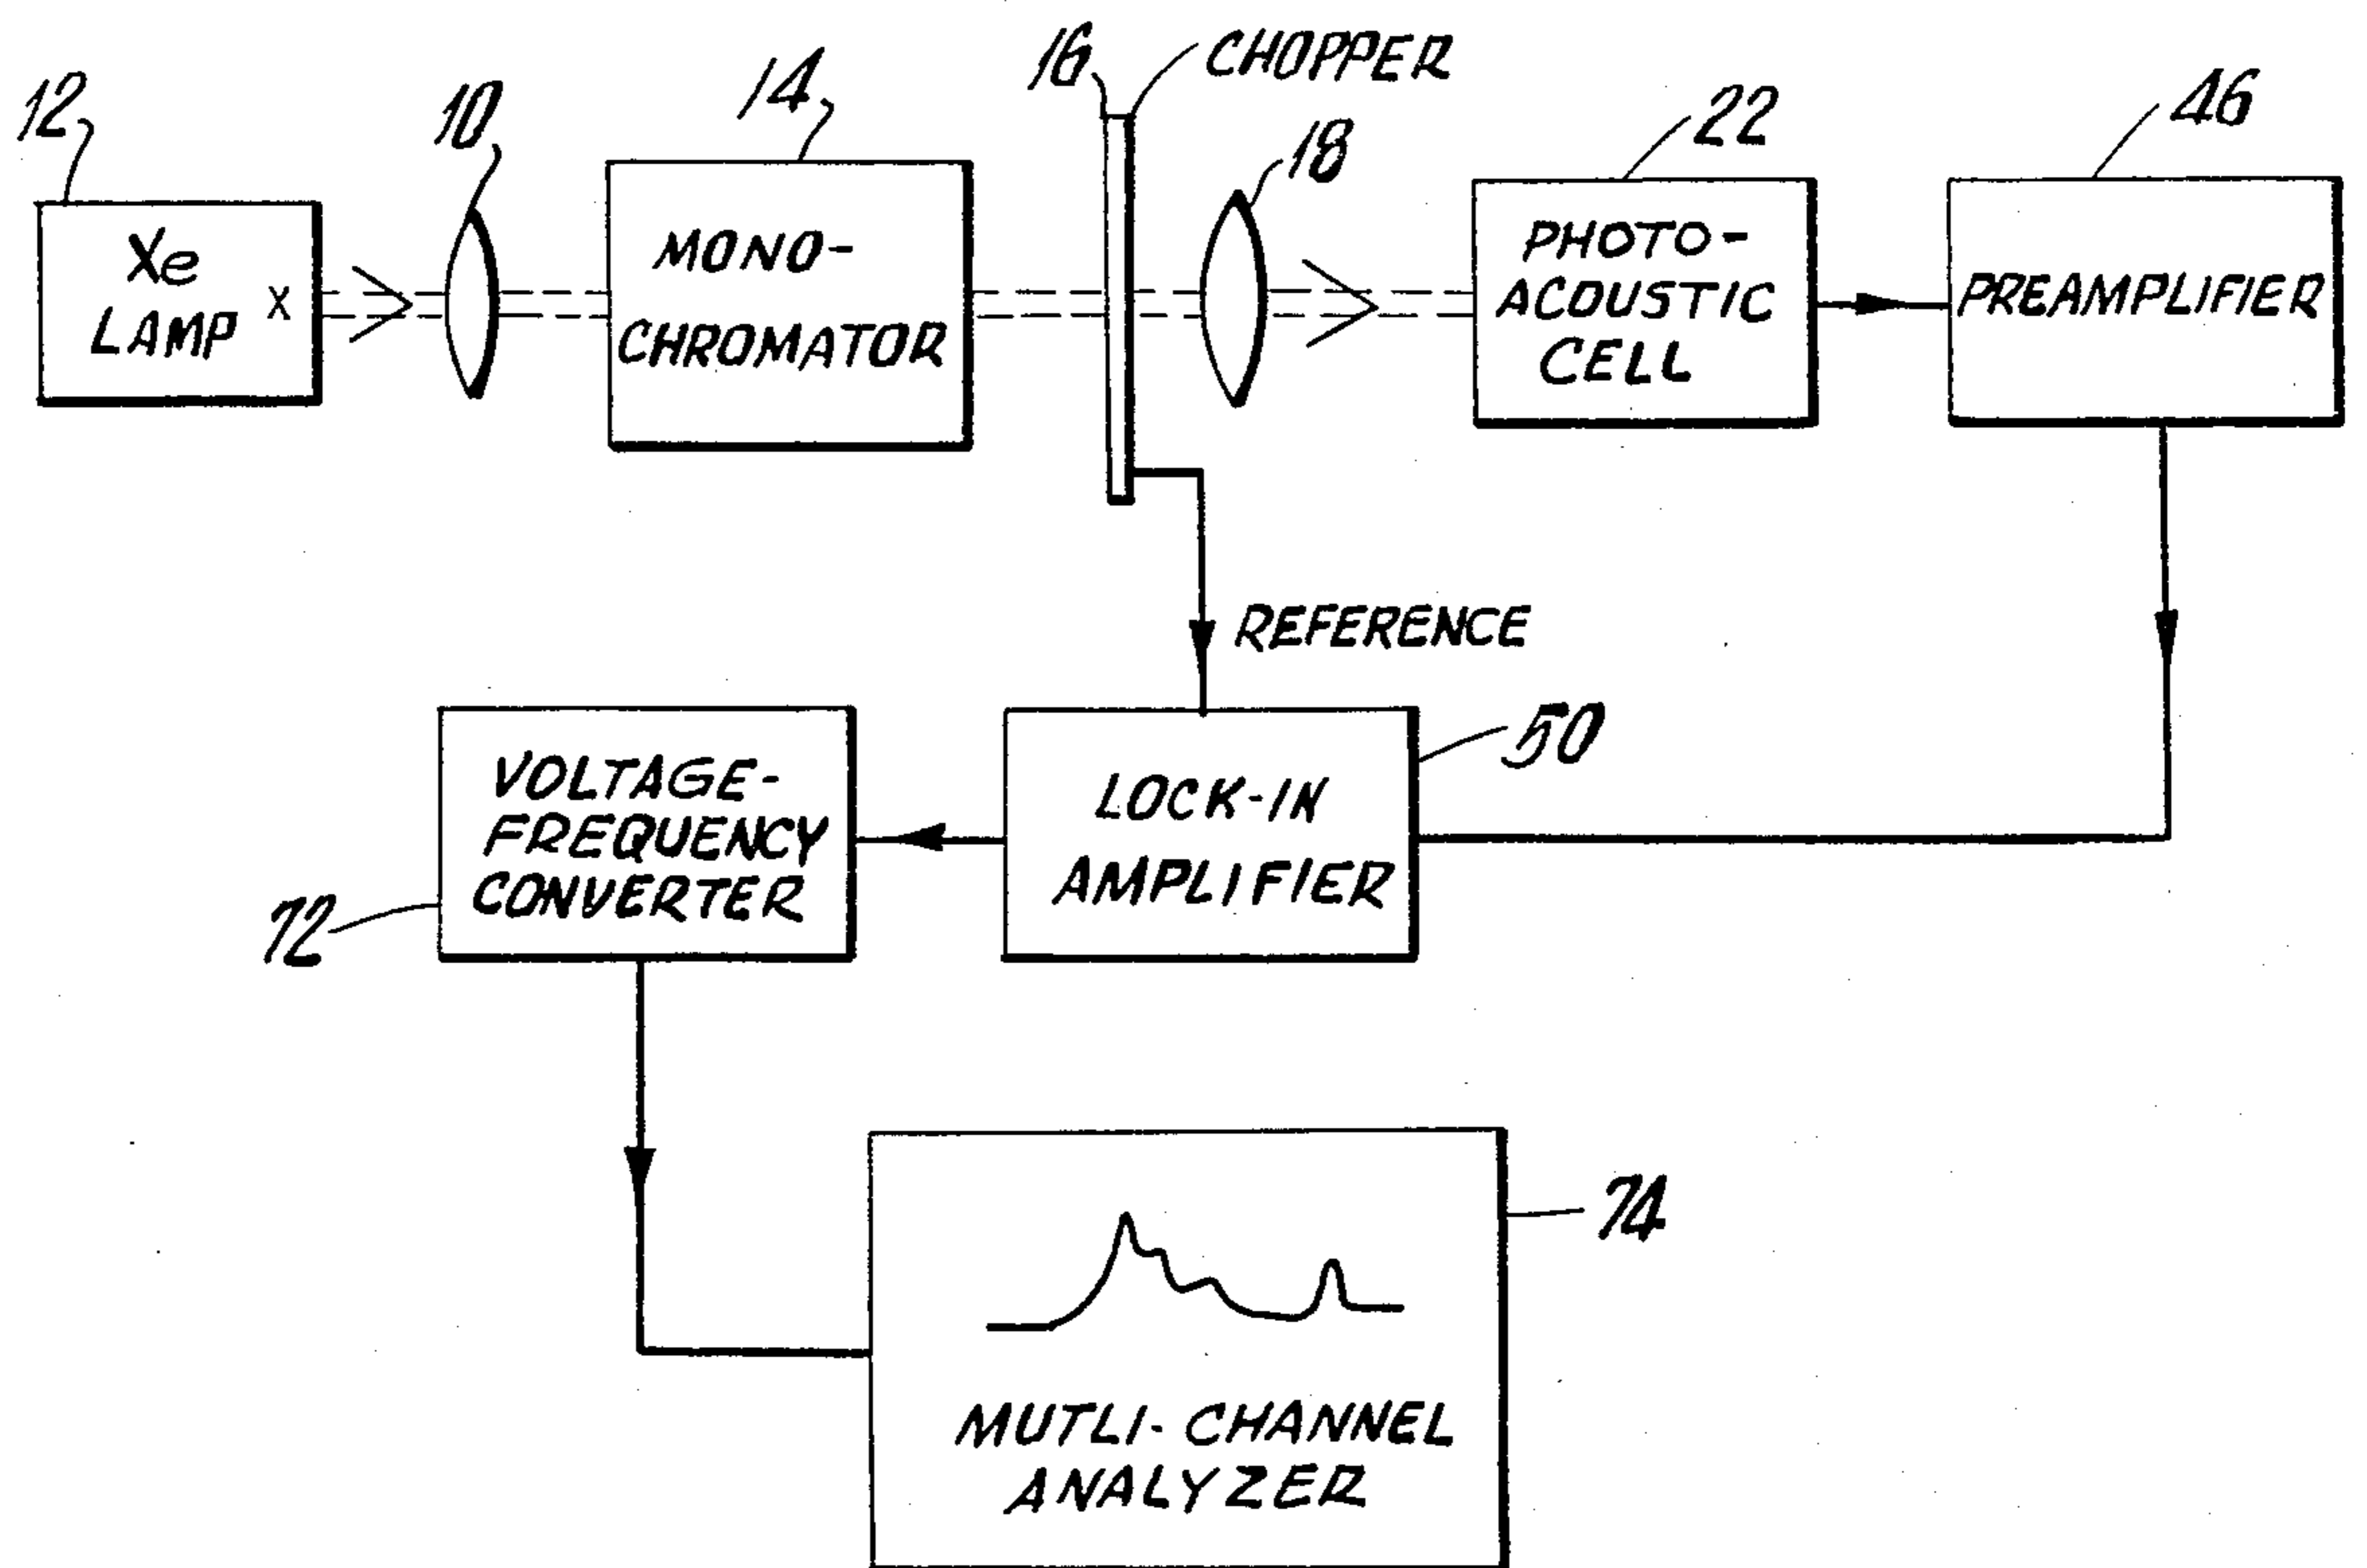 12
10
14
16
CHOPPER
18
22
46
Xe
LAMP X
MONO-
CHROMATOR
PHOTO-
ACOUSTIC
CELL
PREAMPLIFIER
REFERENCE
50
VOLTAGE-
FREQUENCY
CONVERTER
72
LOCK-IN
AMPLIFIER
74
MUTLI-CHANNEL
ANALYZER